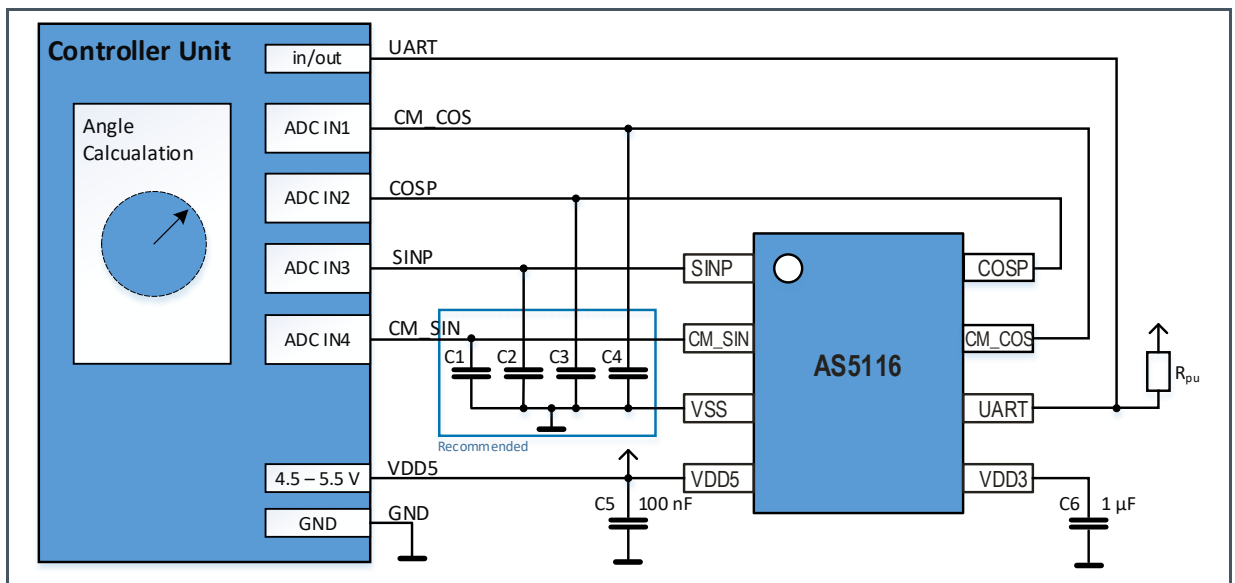 Controller Unit
in/out
UART
Angle
Calcualation
ADC IN1
CM_COS
ADC IN2
COSP
ADC IN3
SINP
SINP
COSP
ADC IN4
CM_SIN
CM_SIN
CM_COS
C1
C2
C3
C4
AS5116
Rpu
VSS
UART
Recommended
4.5 – 5.5 V
VDD5
VDD5
VDD3
C5 100 nF
C6 1 µF
GND
GND